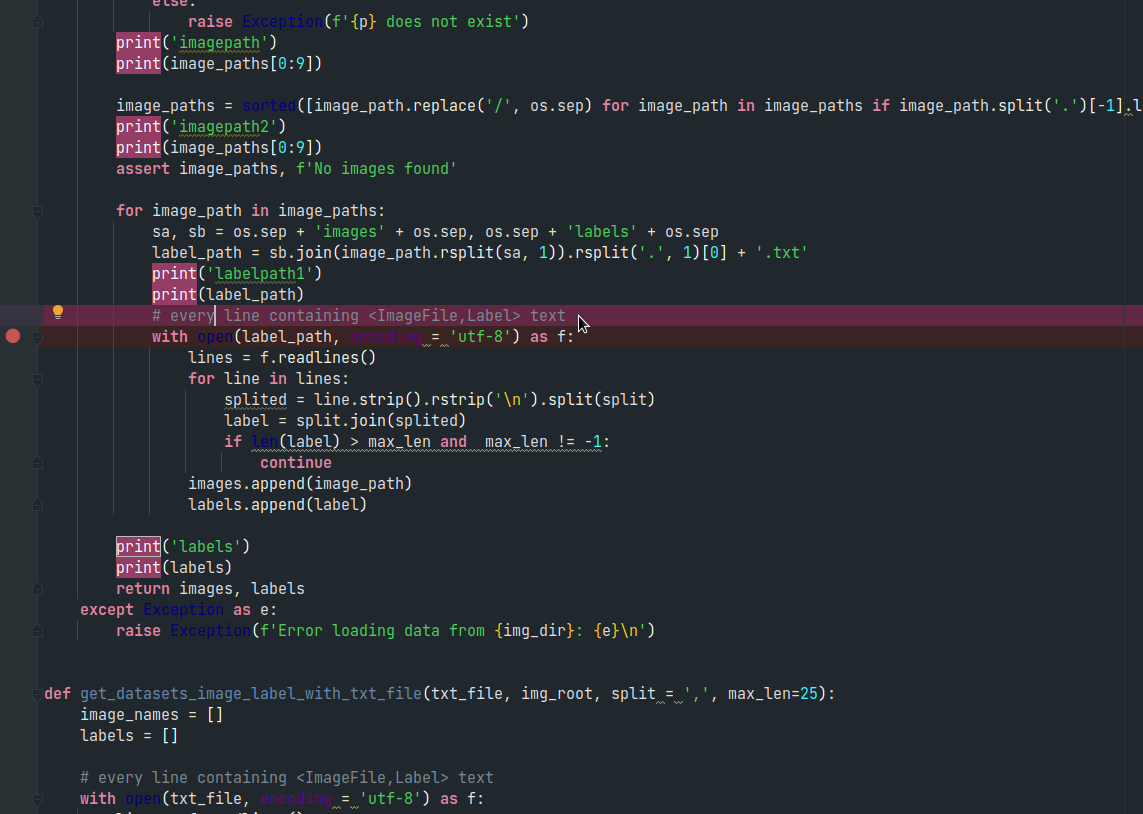 else:
raise Exception(f'{p} does not exist')
print('imagepath')
print(image_paths[0:9])
image_paths = sorted([image_path.replace('/', os.sep) for image_path in image_paths if image_path.split('.')[-1].l
print('imagepath2')
print(image_paths[0:9])
assert image_paths, f'No images found'
for image_path in image_paths:
sa, sb = os.sep + 'images' + os.sep, os.sep + 'labels' + os.sep
label_path = sb.join(image_path.rsplit(sa, 1)).rsplit('.', 1)[0] + '.txt'
print('labelpath1')
print(label_path)
# every line containing <ImageFile,Label> text
with open(label_path, encoding = 'utf-8') as f:
lines = f.readlines()
for line in lines:
splited = line.strip().rstrip('\n').split(split)
label = split.join(splited)
if len(label) > max_len and  max_len != -1:
continue
images.append(image_path)
labels.append(label)
print('labels')
print(labels)
return images, labels
except Exception as e:
raise Exception(f'Error loading data from {img_dir}: {e}\n')
def get_datasets_image_label_with_txt_file(txt_file, img_root, split = ',', max_len=25):
image_names = []
labels = []
# every line containing <ImageFile,Label> text
with open(txt_file, encoding = 'utf-8') as f: